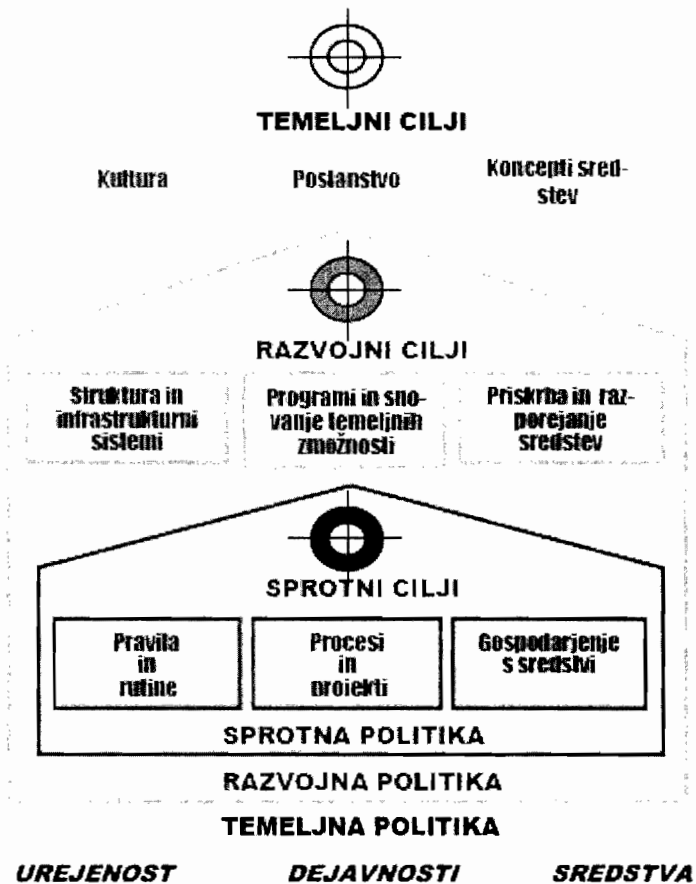 TEMELJNI CILJI
Kultura
Poslanstvo
Koncepti sred-
stev
RAZVOJNI CILJI
Struktura in
infrastrukturni
sistemi
Programi in sno-
vanje temeljnih
zmožnosti
Priskrba in raz-
porejanje
sredstev
SPROTNI CILJI
Pravila
in
rutine
Procesi
in
projekti
Gospodarjenje
s sredstvi
SPROTNA POLITIKA
RAZVOJNA POLITIKA
TEMELJNA POLITIKA
UREJENOST DEJAVNOSTI SREDSTVA